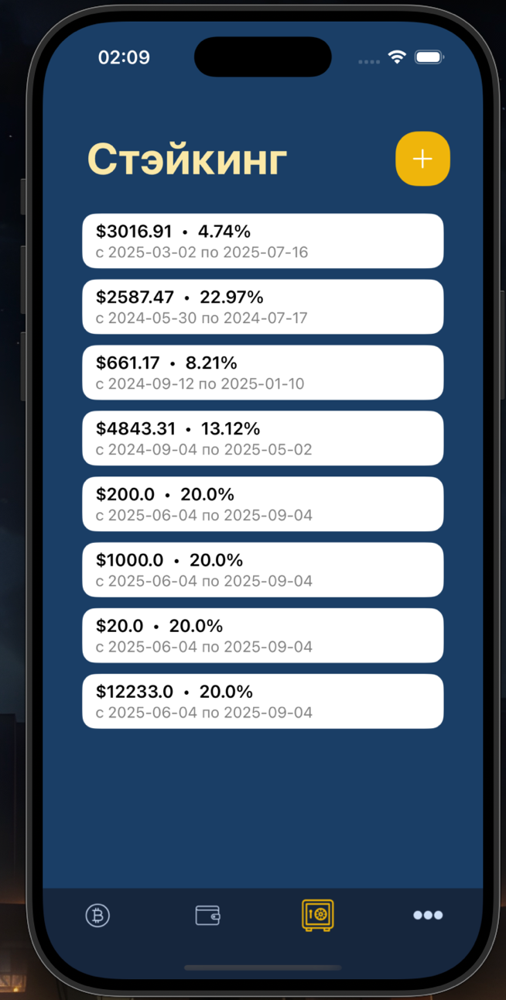 02:09
Стэйкинг
$3016.91 • 4.74%
с 2025-03-02 по 2025-07-16
$2587.47 • 22.97%
с 2024-05-30 по 2024-07-17
$661.17 • 8.21%
с 2024-09-12 по 2025-01-10
$4843.31 • 13.12%
с 2024-09-04 по 2025-05-02
$200.0 • 20.0%
с 2025-06-04 по 2025-09-04
$1000.0 • 20.0%
с 2025-06-04 по 2025-09-04
$20.0 • 20.0%
с 2025-06-04 по 2025-09-04
$12233.0 • 20.0%
с 2025-06-04 по 2025-09-04